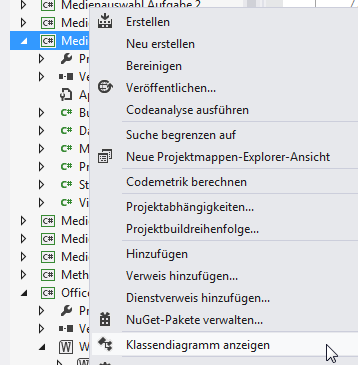 C# Medienauswahl Aufgabe 2
C# Medi
Pr
Ve
Ap
C# Bu
C# Da
C# M
C# Pr
C# St
C# Vi
C# Medi
C# Medi
C# Medi
C# Meth
C# Office
Pr
Ve
W W
Erstellen
Neu erstellen
Bereinigen
Veröffentlichen...
Codeanalyse ausführen
Suche begrenzen auf
Neue Projektmappen-Explorer-Ansicht
Codemetrik berechnen
Projektabhängigkeiten...
Projektbuildreihenfolge...
Hinzufügen
Verweis hinzufügen...
Dienstverweis hinzufügen...
NuGet-Pakete verwalten...
Klassendiagramm anzeigen